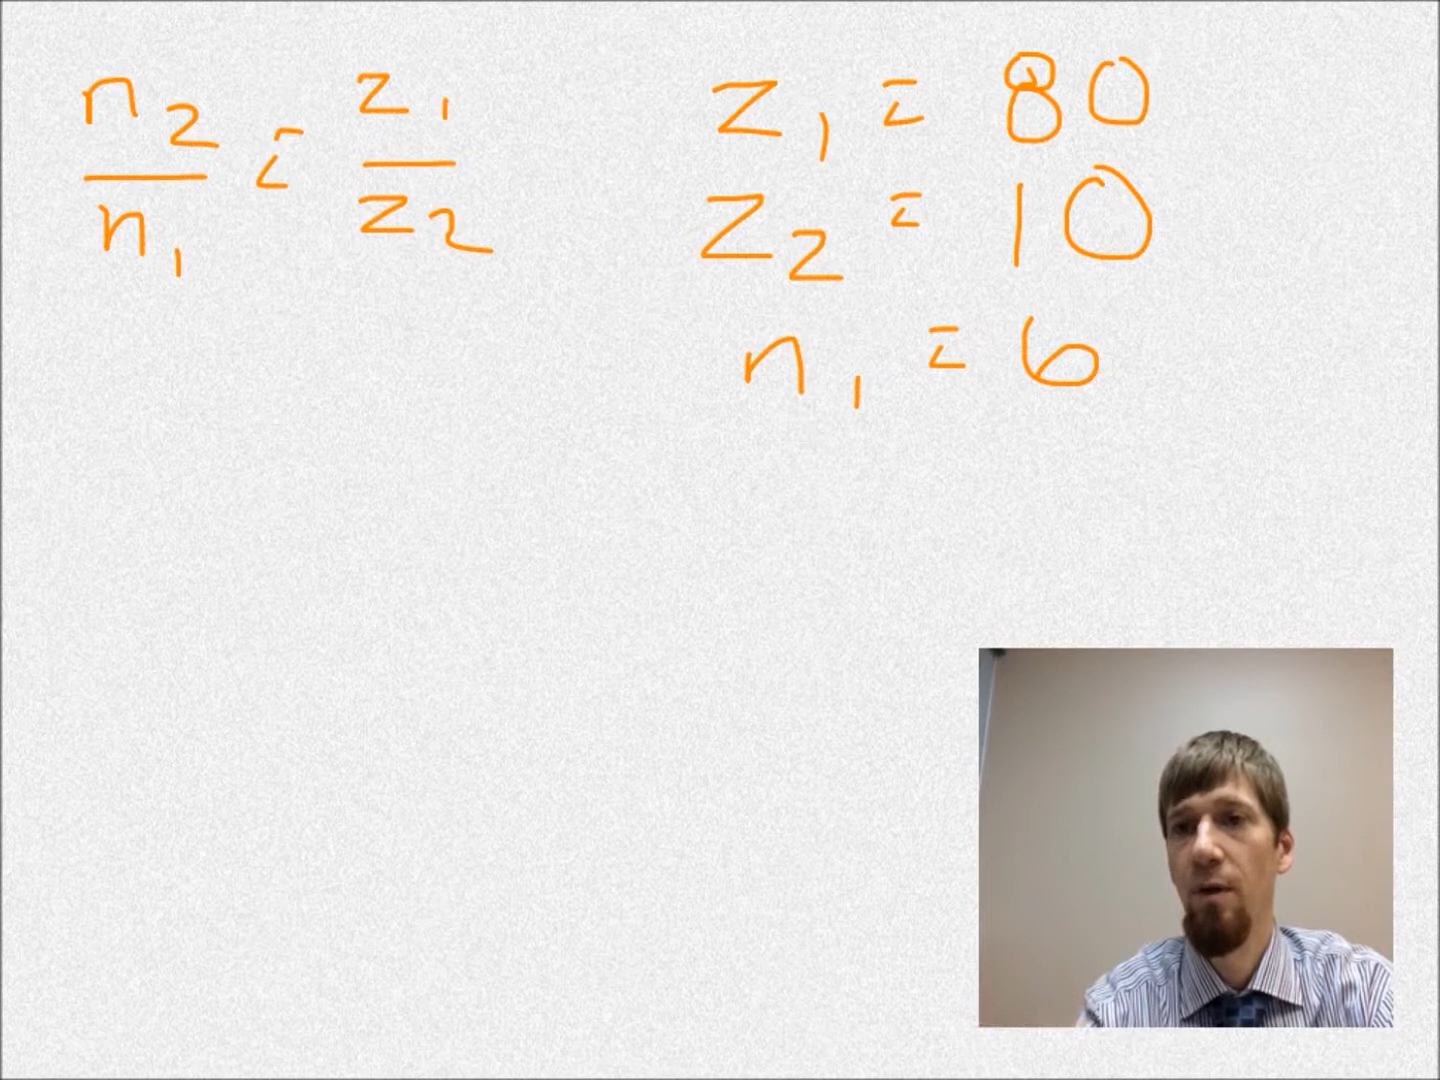 n₂/n₁ = z₁/z₂
z₁ = 80
z₂ = 10
n₁ = 6